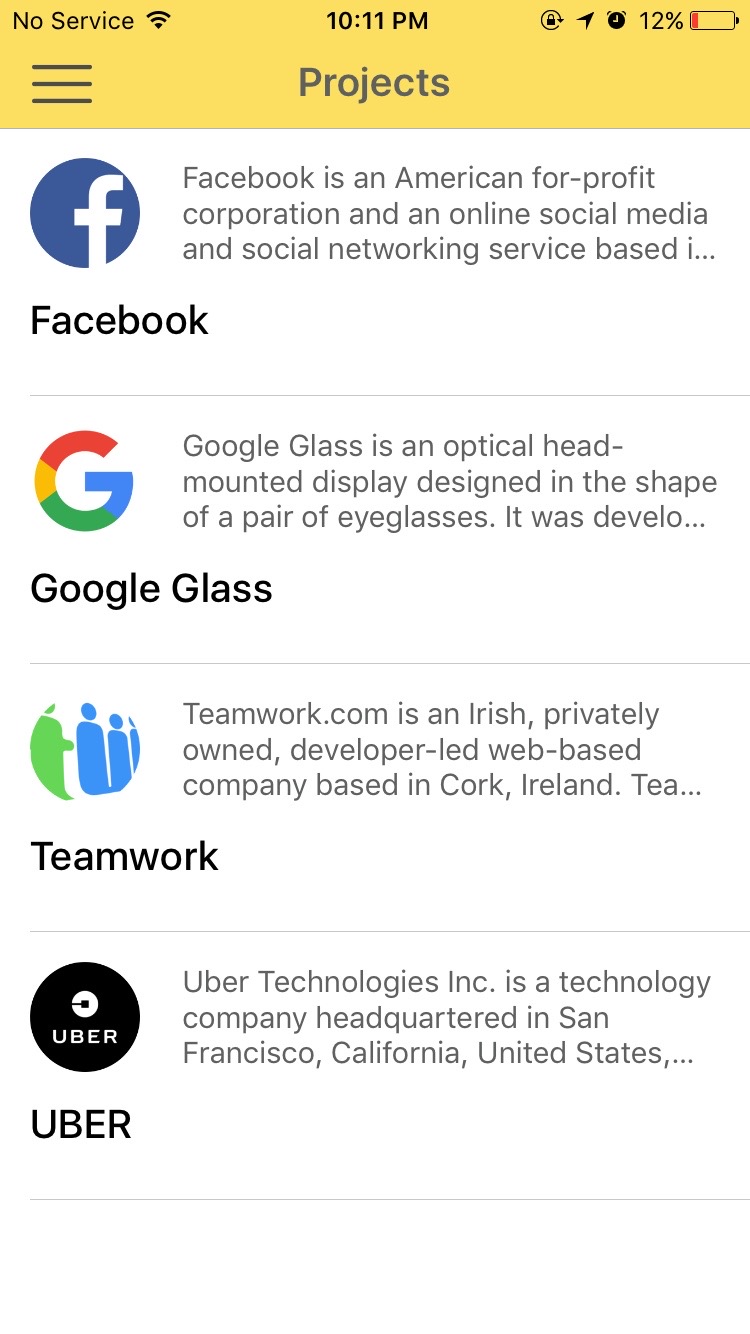 No Service 10:11 PM 12%
Projects
Facebook is an American for-profit
corporation and an online social media
and social networking service based i...
Facebook
Google Glass is an optical head-
mounted display designed in the shape
of a pair of eyeglasses. It was develo...
Google Glass
Teamwork.com is an Irish, privately
owned, developer-led web-based
company based in Cork, Ireland. Tea...
Teamwork
Uber Technologies Inc. is a technology
company headquartered in San
Francisco, California, United States,...
UBER
UBER